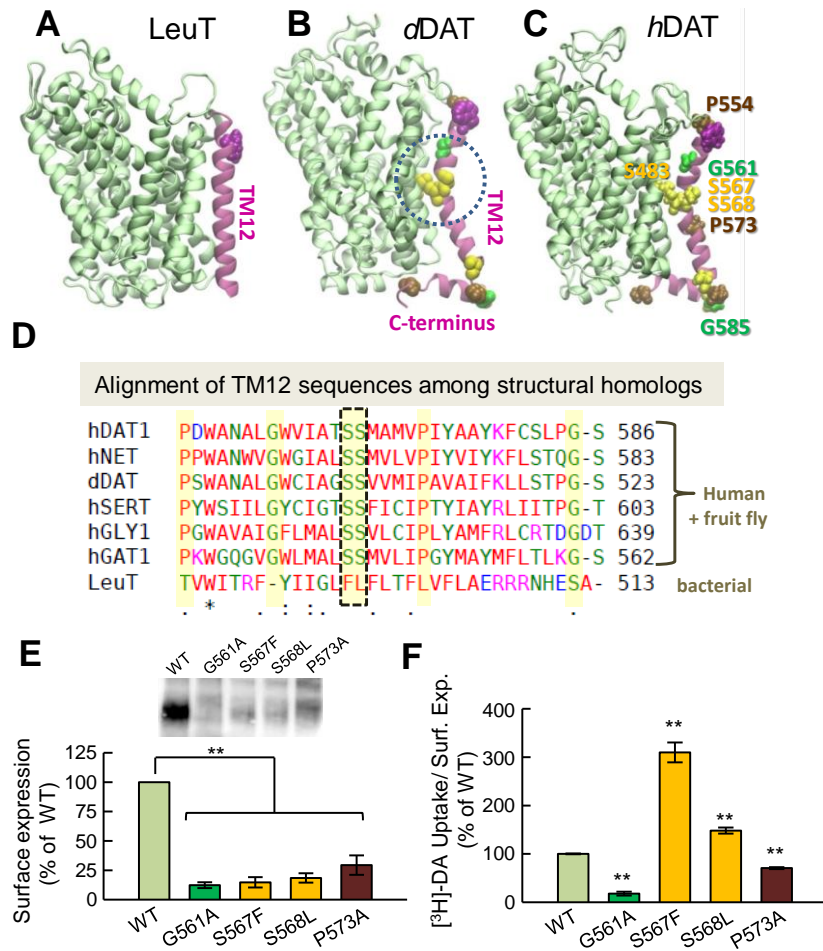 A LeuT
B dDAT
C hDAT
TM12
TM12
C-terminus
P554
S483
G561
S567
S568
P573
G585
D
Alignment of TM12 sequences among structural homologs
hDAT1 PDWANALGWVIATSSMAMVPIYAAYKFCSLPG-S 586
hNET PPWANWVGWGIALSSMVLVPIYVIYKFLSTQG-S 583
dDAT PSWANCIGWCIAGSSVVMIPAVAIFKLLSTPG-S 523
hSERT PYWSIILGYCIGTSSFICIPTYIAYRLIITPG-T 603
hGLY1 PGWAVAIGFLMALSSVLCIPLYAMFRLCRTDGDT 639
hGAT1 PKWGQGVGWLMALSSMVLIPGYMAYMFLTLKG-S 562
LeuT TVWITRF-YIIGLFLFLTFLVFLAERRRNHESA- 513
. * . : :. . . .
Human
+ fruit fly
bacterial
E
WT G561A S567F S568L P573A
Surface expression
(% of WT)
125
100
75
50
25
0
**
WT G561A S567F S568L P573A
F
[³H]-DA Uptake/ Surf. Exp.
(% of WT)
400
300
200
100
0
** ** ** **
WT G561A S567F S568L P573A